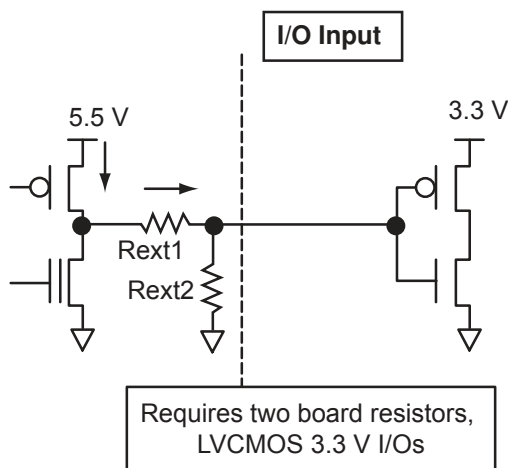 I/O Input
5.5 V
3.3 V
Rext1
Rext2
Requires two board resistors,
LVCMOS 3.3 V I/Os